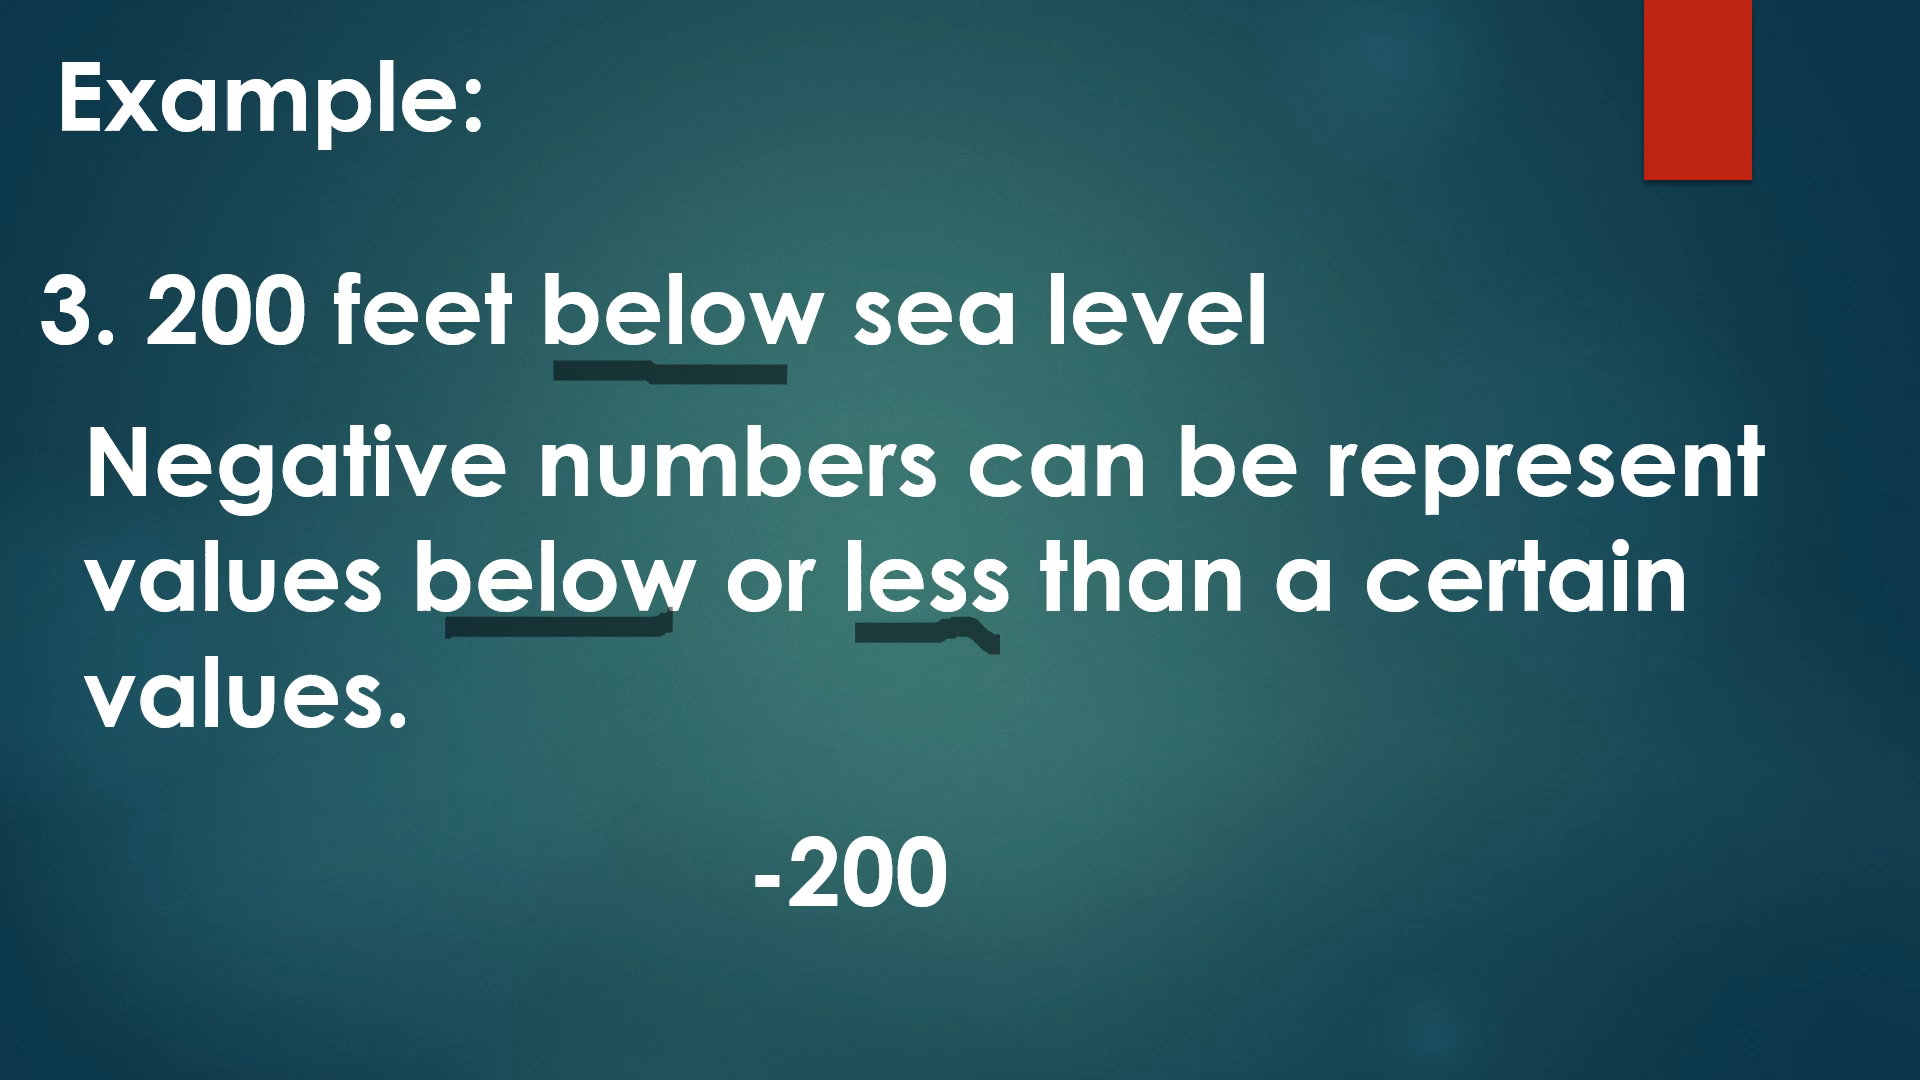 Example:
3. 200 feet below sea level
Negative numbers can be represent
values below or less than a certain
values.
-200